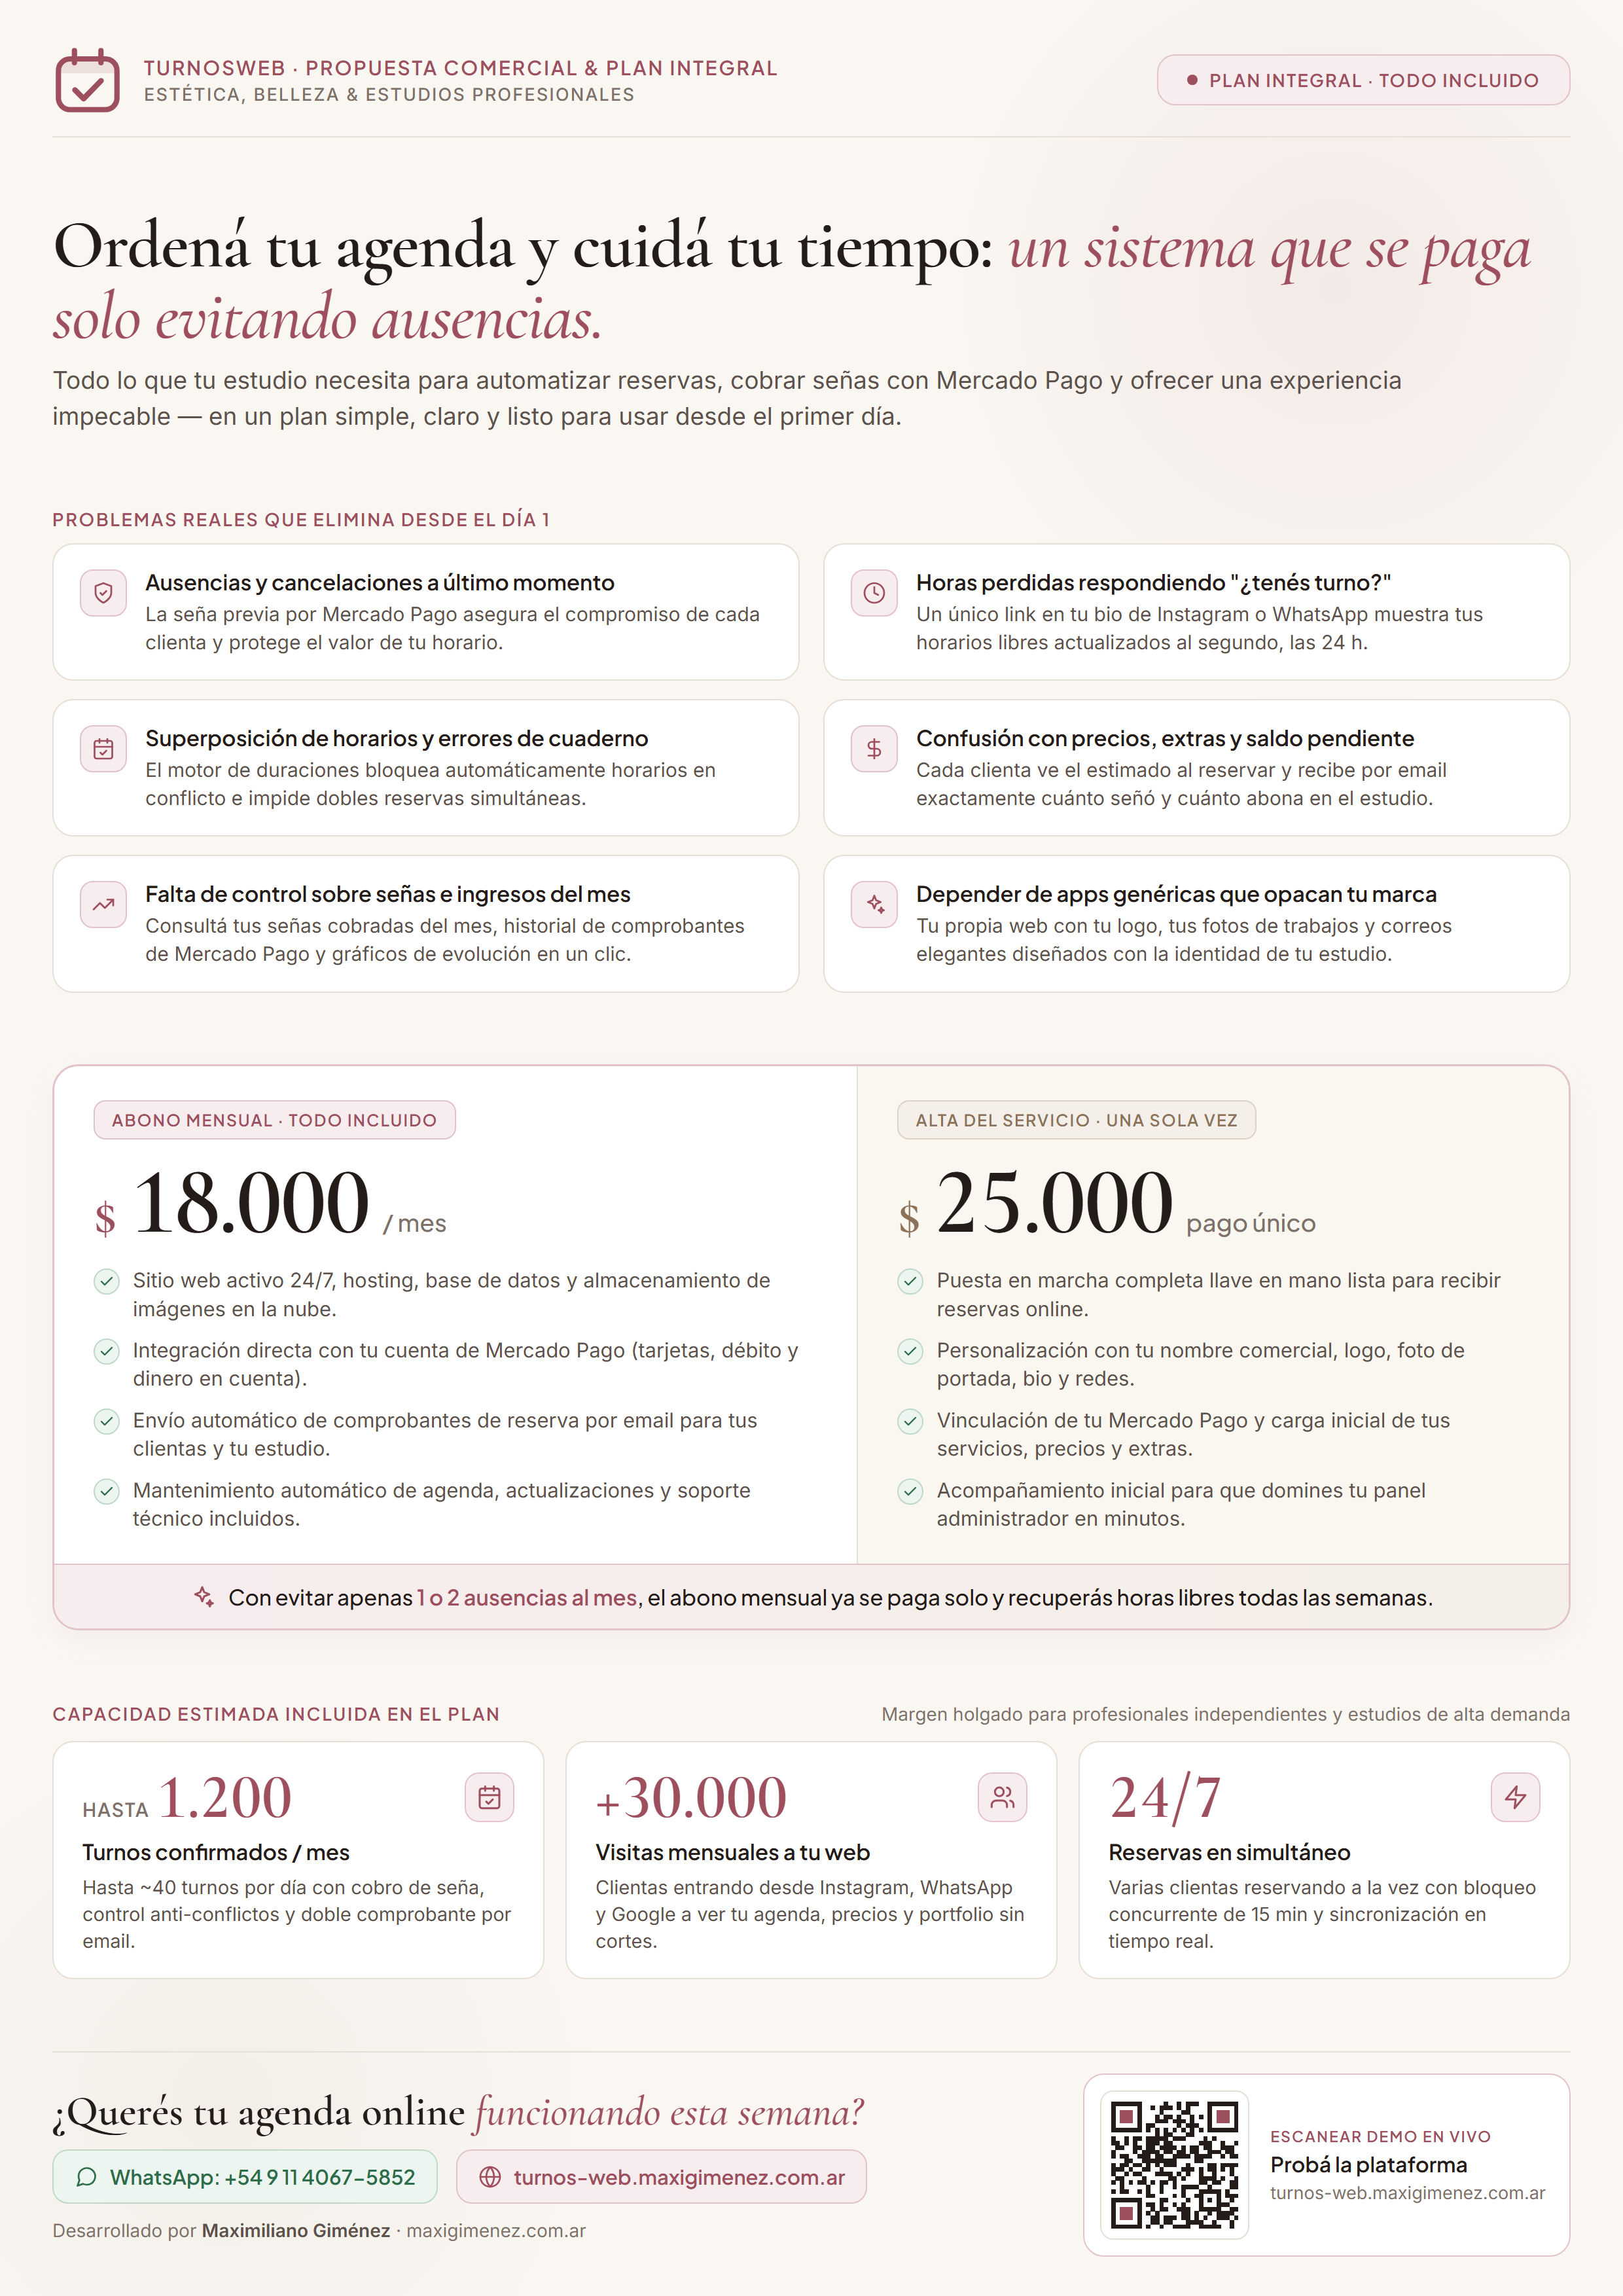 TURNOSWEB · PROPUESTA COMERCIAL & PLAN INTEGRAL
ESTÉTICA, BELLEZA & ESTUDIOS PROFESIONALES
PLAN INTEGRAL · TODO INCLUIDO
Ordená tu agenda y cuidá tu tiempo: un sistema que se paga
solo evitando ausencias.
Todo lo que tu estudio necesita para automatizar reservas, cobrar señas con Mercado Pago y ofrecer una experiencia
impecable — en un plan simple, claro y listo para usar desde el primer día.
PROBLEMAS REALES QUE ELIMINA DESDE EL DÍA 1
Ausencias y cancelaciones a último momento
La seña previa por Mercado Pago asegura el compromiso de cada
clienta y protege el valor de tu horario.
Horas perdidas respondiendo "¿tenés turno?"
Un único link en tu bio de Instagram o WhatsApp muestra tus
horarios libres actualizados al segundo, las 24 h.
Superposición de horarios y errores de cuaderno
El motor de duraciones bloquea automáticamente horarios en
conflicto e impide dobles reservas simultáneas.
Confusión con precios, extras y saldo pendiente
Cada clienta ve el estimado al reservar y recibe por email
exactamente cuánto señó y cuánto abona en el estudio.
Falta de control sobre señas e ingresos del mes
Consultá tus señas cobradas del mes, historial de comprobantes
de Mercado Pago y gráficos de evolución en un clic.
Depender de apps genéricas que opacan tu marca
Tu propia web con tu logo, tus fotos de trabajos y correos
elegantes diseñados con la identidad de tu estudio.
ABONO MENSUAL · TODO INCLUIDO
$ 18.000 / mes
Sitio web activo 24/7, hosting, base de datos y almacenamiento de
imágenes en la nube.
Integración directa con tu cuenta de Mercado Pago (tarjetas, débito y
dinero en cuenta).
Envío automático de comprobantes de reserva por email para tus
clientas y tu estudio.
Mantenimiento automático de agenda, actualizaciones y soporte
técnico incluidos.
ALTA DEL SERVICIO · UNA SOLA VEZ
$ 25.000 pago único
Puesta en marcha completa llave en mano lista para recibir
reservas online.
Personalización con tu nombre comercial, logo, foto de
portada, bio y redes.
Vinculación de tu Mercado Pago y carga inicial de tus
servicios, precios y extras.
Acompañamiento inicial para que domines tu panel
administrador en minutos.
Con evitar apenas 1 o 2 ausencias al mes, el abono mensual ya se paga solo y recuperás horas libres todas las semanas.
CAPACIDAD ESTIMADA INCLUIDA EN EL PLAN
Margen holgado para profesionales independientes y estudios de alta demanda
HASTA 1.200
Turnos confirmados / mes
Hasta ~40 turnos por día con cobro de seña,
control anti-conflictos y doble comprobante por
email.
+30.000
Visitas mensuales a tu web
Clientas entrando desde Instagram, WhatsApp
y Google a ver tu agenda, precios y portfolio sin
cortes.
24/7
Reservas en simultáneo
Varias clientas reservando a la vez con bloqueo
concurrente de 15 min y sincronización en
tiempo real.
¿Querés tu agenda online funcionando esta semana?
WhatsApp: +54 9 11 4067-5852
turnos-web.maxigimenez.com.ar
Desarrollado por Maximiliano Giménez · maxigimenez.com.ar
ESCANEAR DEMO EN VIVO
Probá la plataforma
turnos-web.maxigimenez.com.ar